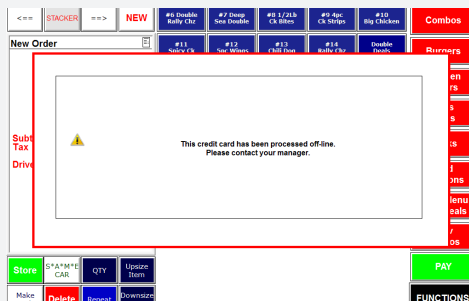 <==
STACKER
==>
NEW
#6 Double
Rally Chz
#7 Deep
Sea Double
#8 1/2Lb
Ck Bites
#9 4pc
Ck Strips
#10
Big Chicken
Combos
New Order
#11
Spicy Ck
#12
5pc Wings
#13
Chili Dog
#14
Rally Chz
Double
Deals
Burgers
This credit card has been processed off-line.
Please contact your manager.
Subt
Tax
Drive
Store
S*A*M*E
CAR
QTY
Upsize
Item
PAY
Make
Delete
Repeat
Downsize
FUNCTIONS